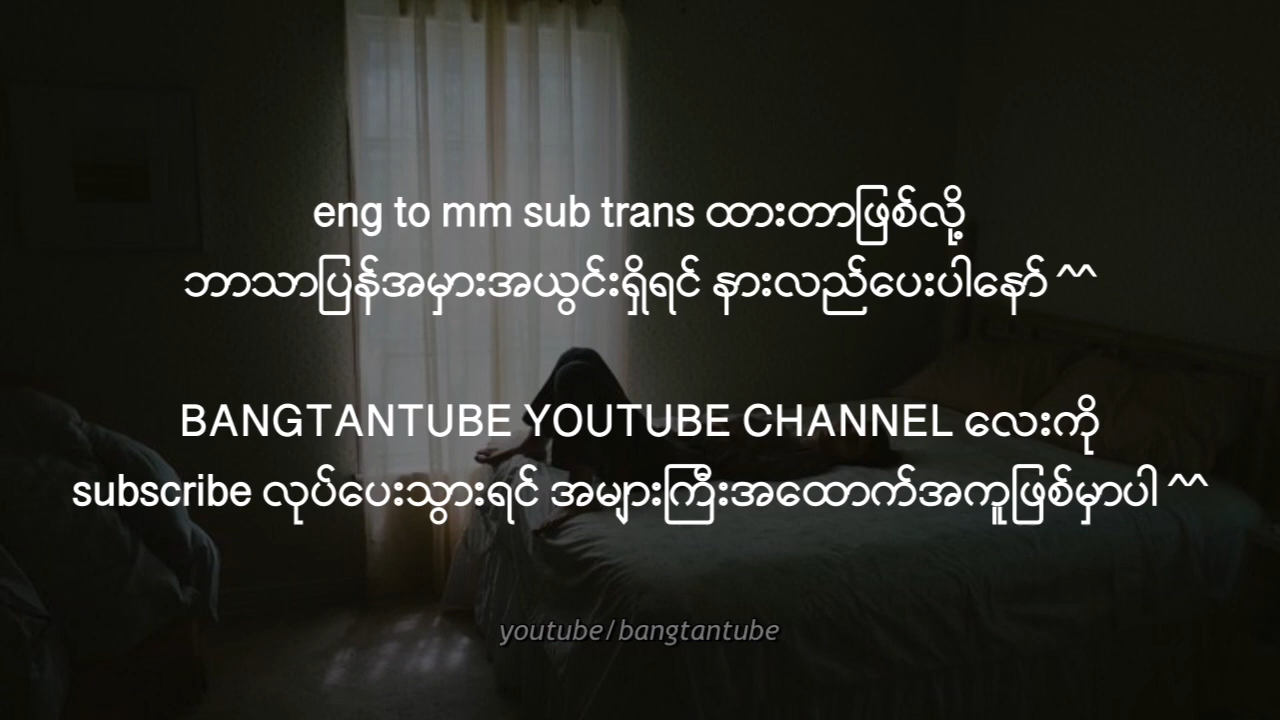 eng to mm sub trans ထားတာဖြစ်လို့
ဘာသာပြန်အမှားအယွင်းရှိရင် နားလည်ပေးပါနော် ^^
BANGTANTUBE YOUTUBE CHANNEL လေးကို
subscribe လုပ်ပေးသွားရင် အများကြီးအထောက်အကူဖြစ်မှာပါ ^^
youtube/bangtantube